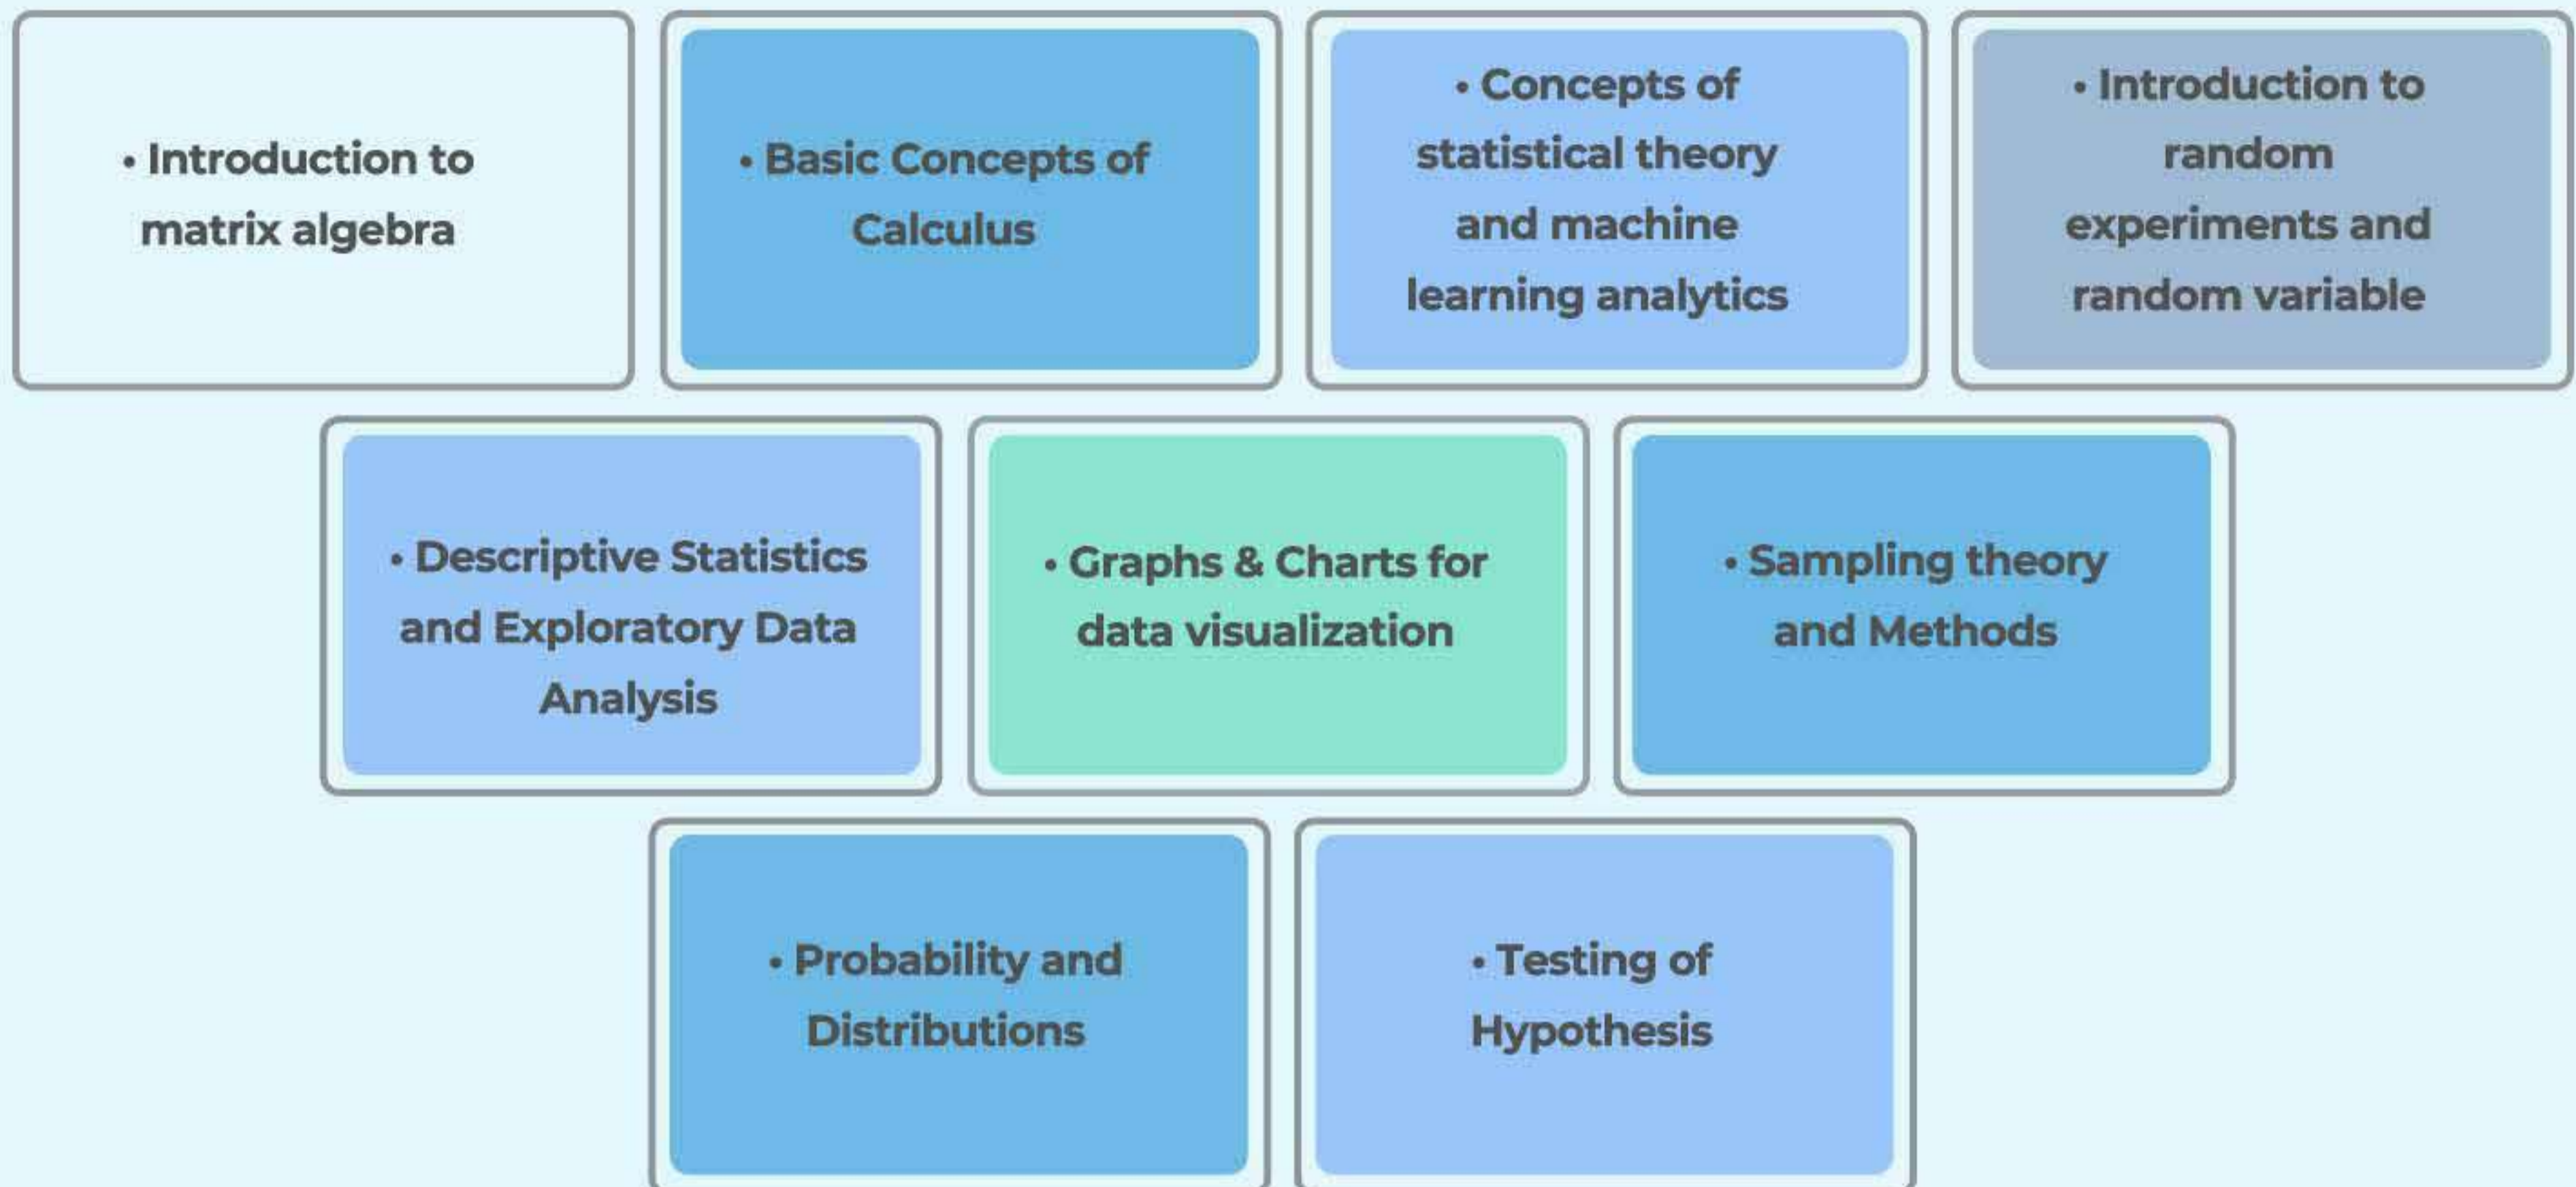 • Introduction to
matrix algebra
• Basic Concepts of
Calculus
• Concepts of
statistical theory
and machine
learning analytics
• Introduction to
random
experiments and
random variable
• Descriptive Statistics
and Exploratory Data
Analysis
• Graphs & Charts for
data visualization
• Sampling theory
and Methods
• Probability and
Distributions
• Testing of
Hypothesis